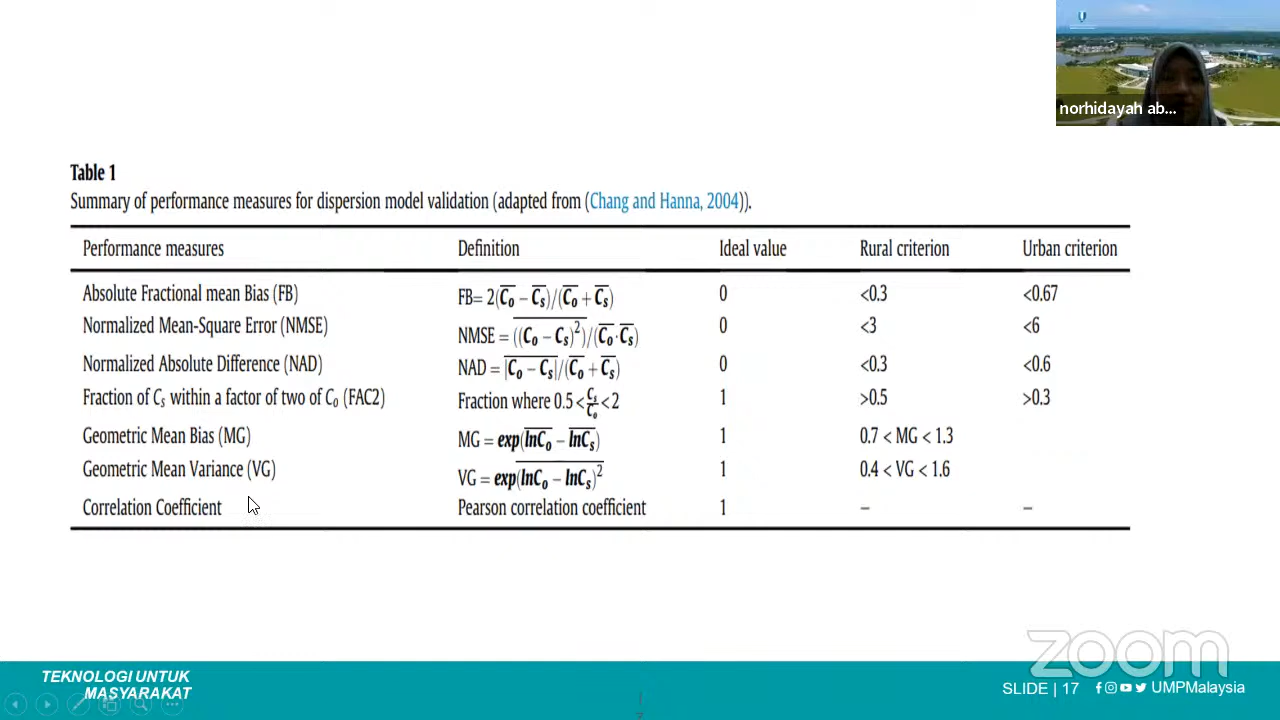 norhidayah ab...
Table 1
Summary of performance measures for dispersion model validation (adapted from (Chang and Hanna, 2004)).
Performance measures Definition Ideal value Rural criterion Urban criterion
Absolute Fractional mean Bias (FB) FB= 2(C̅o − C̅s)/(C̅o + C̅s) 0 <0.3 <0.67
Normalized Mean-Square Error (NMSE) NMSE = \overline{((Co − Cs)²)}/(C̅o·C̅s) 0 <3 <6
Normalized Absolute Difference (NAD) NAD = \overline{|Co − Cs|}/(C̅o + C̅s) 0 <0.3 <0.6
Fraction of Cs within a factor of two of Co (FAC2) Fraction where 0.5 < Cs/Co < 2 1 >0.5 >0.3
Geometric Mean Bias (MG) MG = exp(\overline{lnCo} − \overline{lnCs}) 1 0.7 < MG < 1.3
Geometric Mean Variance (VG) VG = exp\overline{(lnCo − lnCs)²} 1 0.4 < VG < 1.6
Correlation Coefficient Pearson correlation coefficient 1 – –
zoom
TEKNOLOGI UNTUK
MASYARAKAT
SLIDE | 17 UMPMalaysia